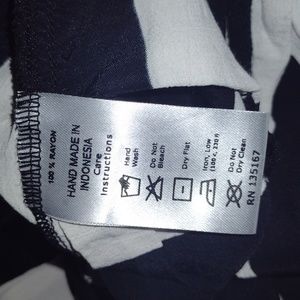 100 % RAYON
HAND MADE IN
INDONESIA
Care
Instructions
Hand
Wash
Do Not
Bleach
Dry Flat
Iron, Low
(100 c, 230 f)
Do Not
Dry Clean
RN 135167